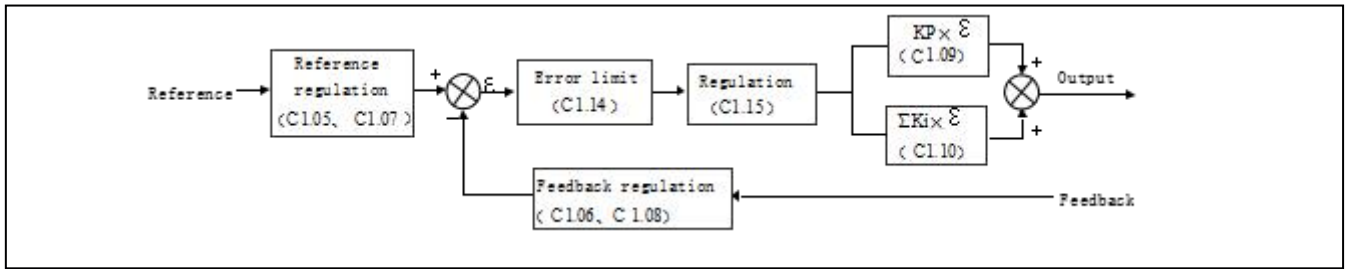 Reference
Reference
regulation
(C1.05、C1.07)
+
−
ε
Error limit
(C1.14)
Regulation
(C1.15)
KP× ε
(C1.09)
ΣKi× ε
(C1.10)
+
+
Output
Feedback regulation
(C1.06、C1.08)
Feedback